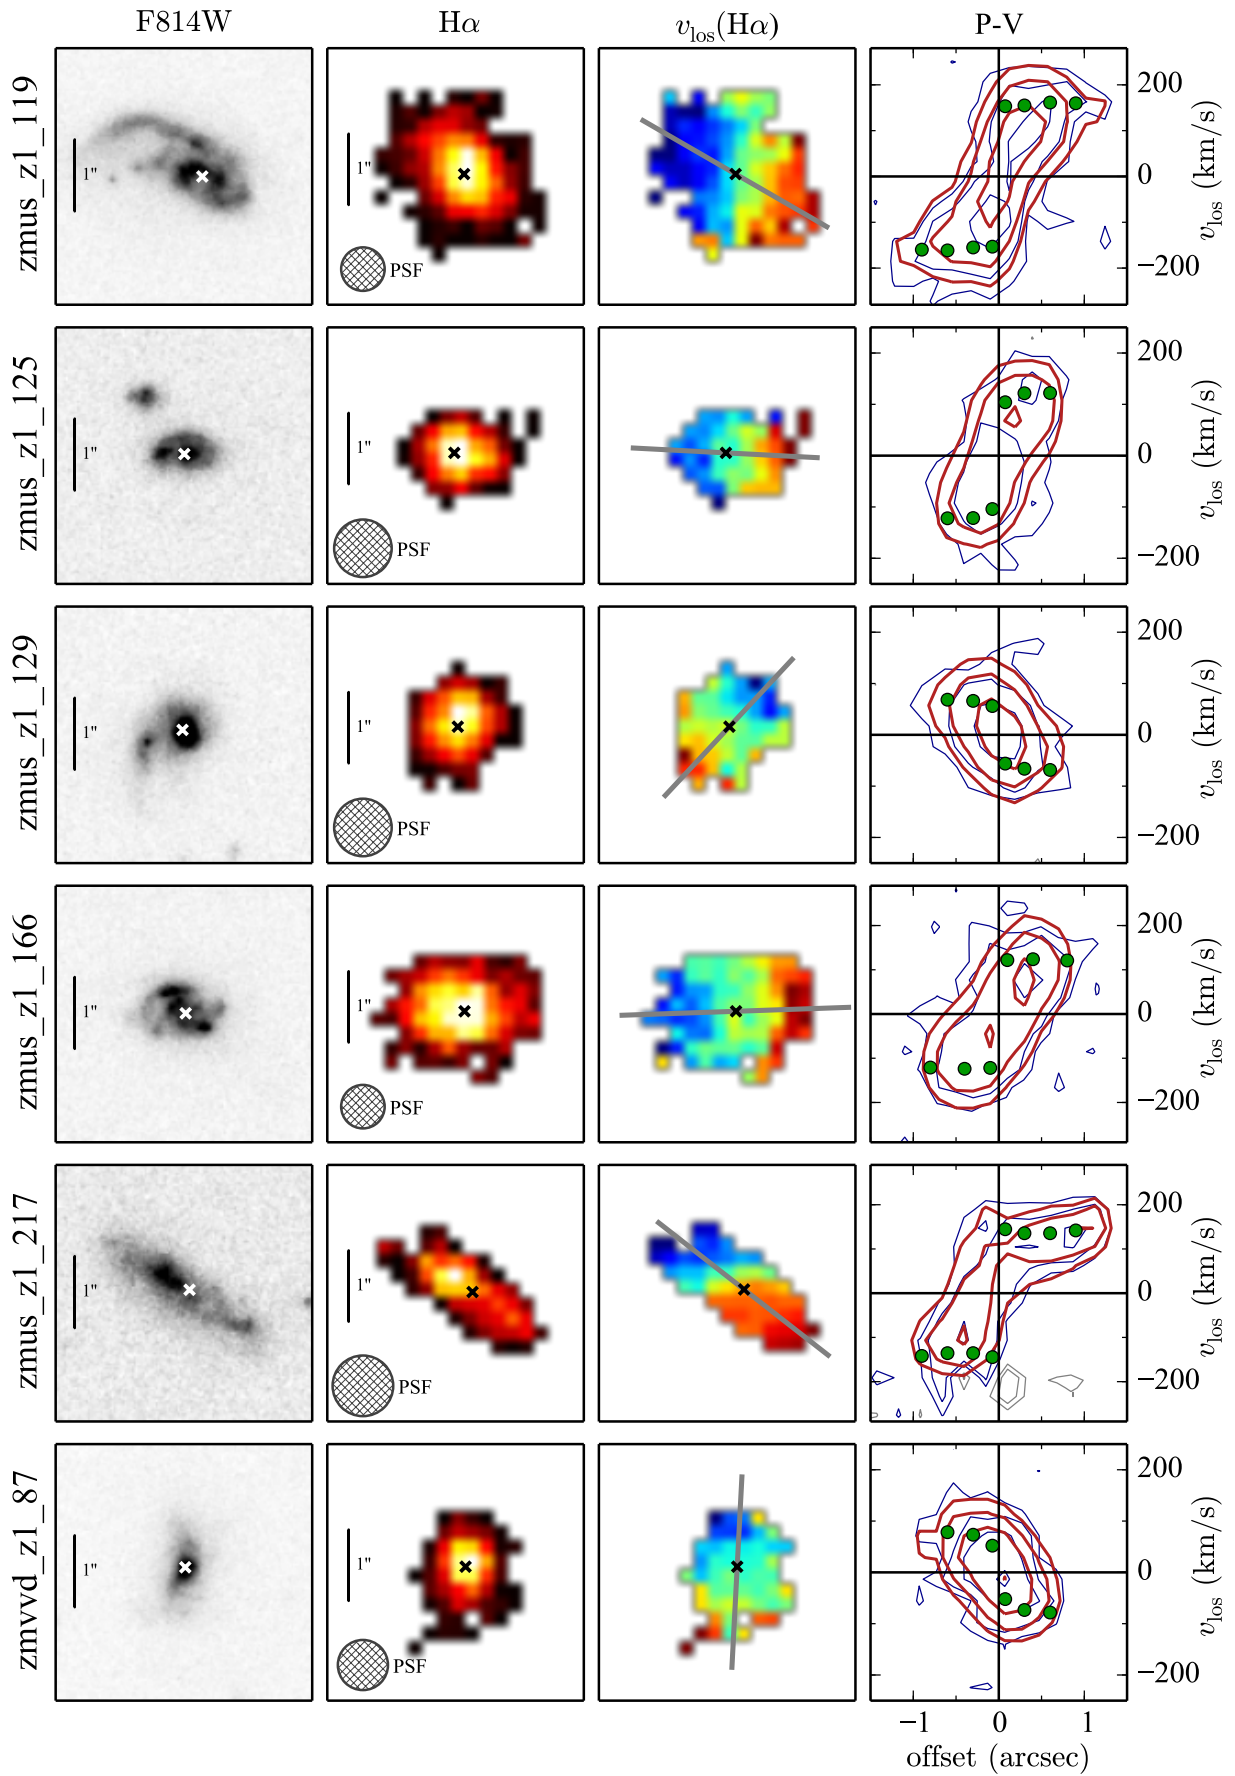 F814W Hα v_los(Hα) P-V
zmus_z1_119
1"
1"
PSF
200
0
−200
v_los (km/s)
zmus_z1_125
1"
1"
PSF
200
0
−200
v_los (km/s)
zmus_z1_129
1"
1"
PSF
200
0
−200
v_los (km/s)
zmus_z1_166
1"
1"
PSF
200
0
−200
v_los (km/s)
zmus_z1_217
1"
1"
PSF
200
0
−200
v_los (km/s)
zmvvd_z1_87
1"
1"
PSF
200
0
−200
v_los (km/s)
−1 0 1
offset (arcsec)